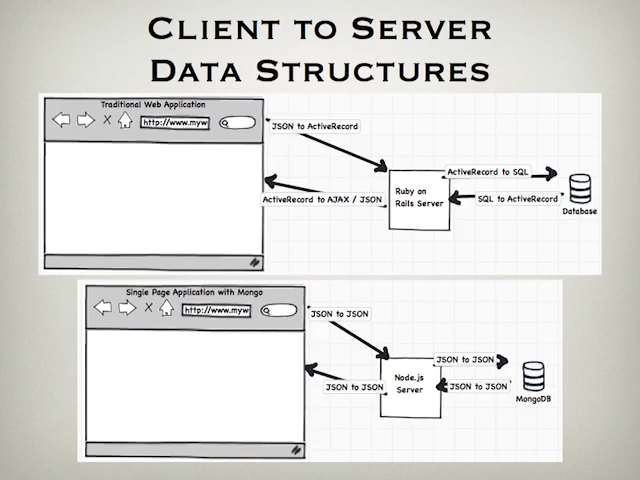 Client to Server
Data Structures
Traditional Web Application
http://www.myw
JSON to ActiveRecord
ActiveRecord to SQL
Ruby on
Rails Server
ActiveRecord to AJAX / JSON
SQL to ActiveRecord
Database
Single Page Application with Mongo
http://www.myw
JSON to JSON
JSON to JSON
Node.js
Server
JSON to JSON
JSON to JSON
MongoDB